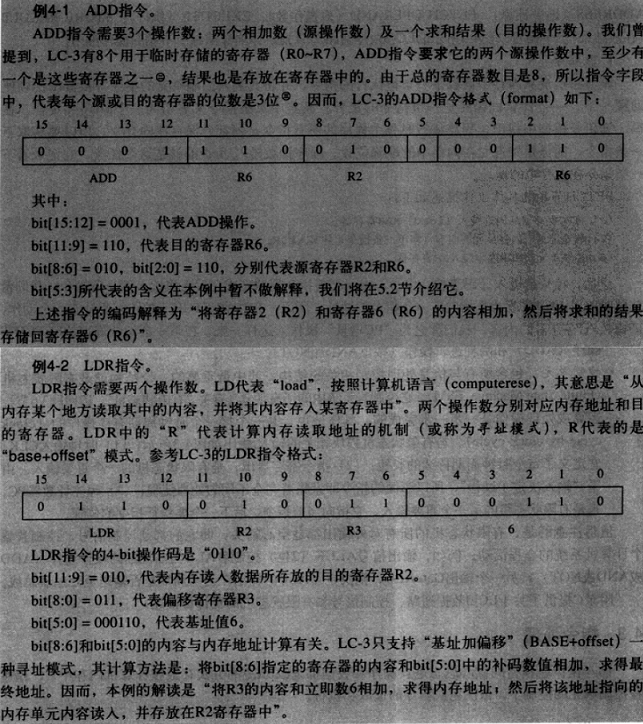 例4-1 ADD指令。
ADD指令需要3个操作数：两个相加数（源操作数）及一个求和结果（目的操作数）。我们曾
提到，LC-3有8个用于临时存储的寄存器（R0~R7），ADD指令要求它的两个源操作数中，至少有
一个是这些寄存器之一㊀，结果也是存放在寄存器中的。由于总的寄存器数目是8，所以指令字段
中，代表每个源或目的寄存器的位数是3位㊁。因而，LC-3的ADD指令格式（format）如下：
15 14 13 12 11 10 9 8 7 6 5 4 3 2 1 0
0 0 0 1 1 1 0 0 1 0 0 0 0 1 1 0
ADD R6 R2 R6
其中：
bit[15:12] = 0001，代表ADD操作。
bit[11:9] = 110，代表目的寄存器R6。
bit[8:6] = 010，bit[2:0] = 110，分别代表源寄存器R2和R6。
bit[5:3]所代表的含义在本例中暂不做解释，我们将在5.2节介绍它。
上述指令的编码解释为“将寄存器2（R2）和寄存器6（R6）的内容相加，然后将求和的结果
存储回寄存器6（R6）”。
例4-2 LDR指令。
LDR指令需要两个操作数。LD代表“load”，按照计算机语言（computerese），其意思是“从
内存某个地方读取其中的内容，并将其内容存入某寄存器中”。两个操作数分别对应内存地址和目
的寄存器。LDR中的“R”代表计算内存读取地址的机制（或称为寻址模式），R代表的是
“base+offset”模式。参考LC-3的LDR指令格式：
15 14 13 12 11 10 9 8 7 6 5 4 3 2 1 0
0 1 1 0 0 1 0 0 1 1 0 0 0 1 1 0
LDR R2 R3 6
LDR指令的4-bit操作码是“0110”。
bit[11:9] = 010，代表内存读入数据所存放的目的寄存器R2。
bit[8:0] = 011，代表偏移寄存器R3。
bit[5:0] = 000110，代表基址值6。
bit[8:6]和bit[5:0]的内容与内存地址计算有关。LC-3只支持“基址加偏移”（BASE+offset）一
种寻址模式，其计算方法是：将bit[8:6]指定的寄存器的内容和bit[5:0]中的补码数值相加，求得最
终地址。因而，本例的解读是“将R3的内容和立即数6相加，求得内存地址；然后将该地址指向的
内存单元内容读入，并存放在R2寄存器中”。